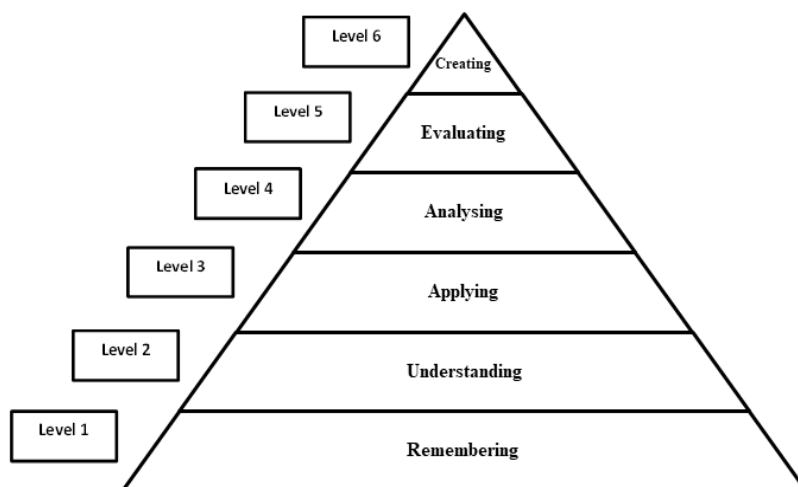 Level 6
Creating
Level 5
Evaluating
Level 4
Analysing
Level 3
Applying
Level 2
Understanding
Level 1
Remembering